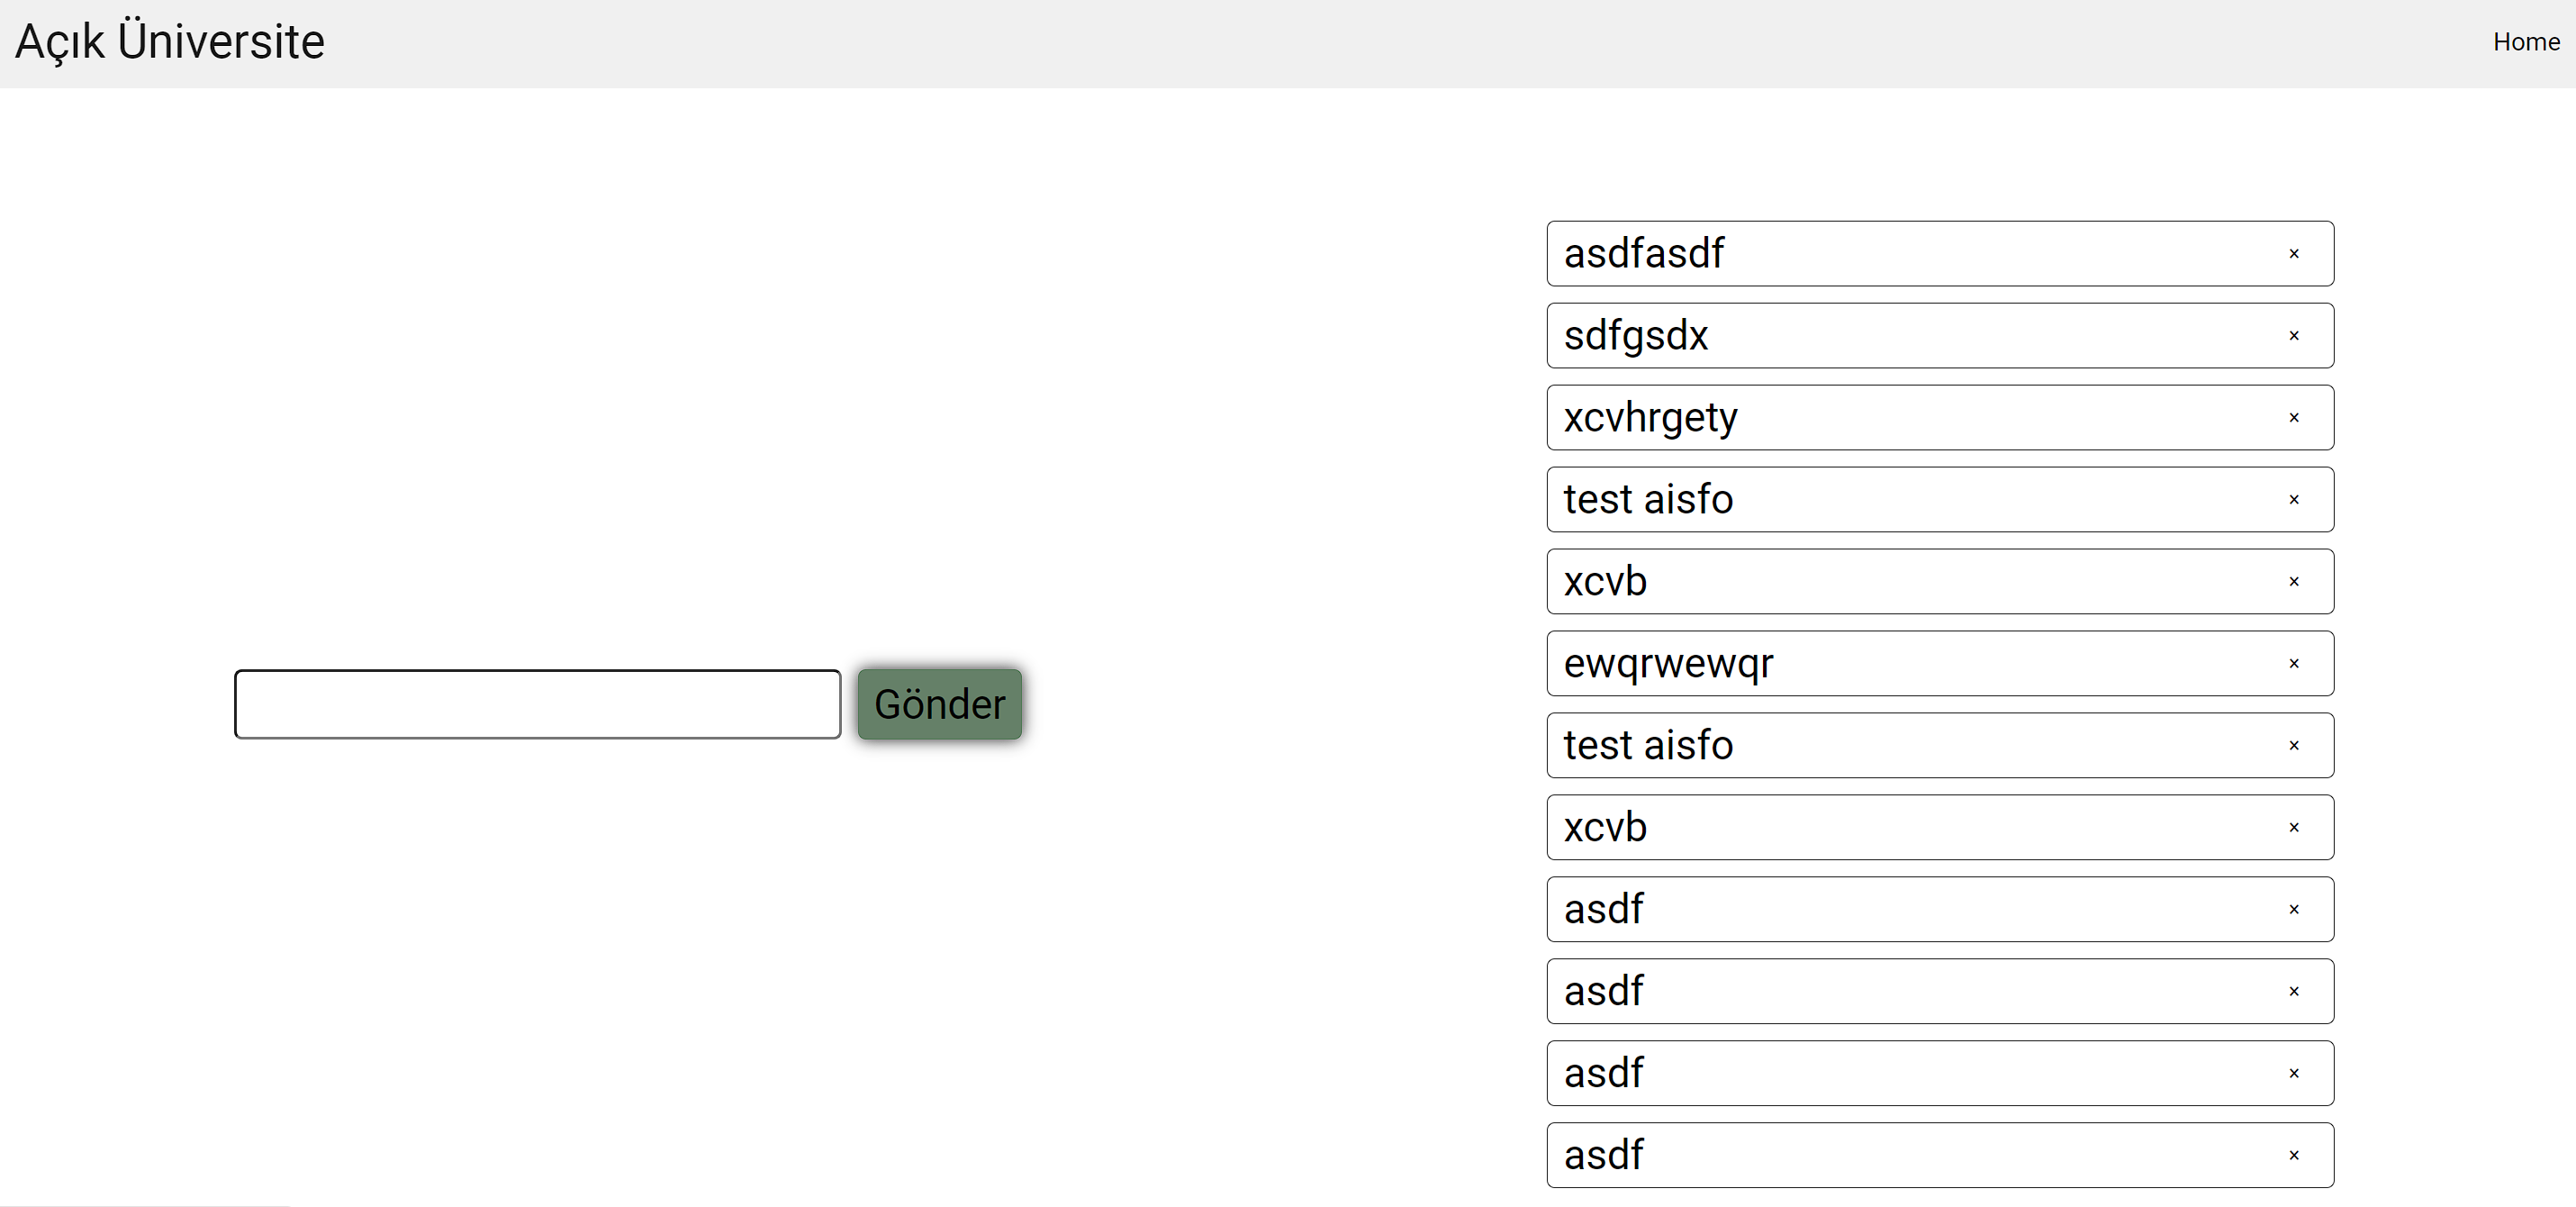 Açık Üniversite
Home
Gönder
asdfasdf ×
sdfgsdx ×
xcvhrgety ×
test aisfo ×
xcvb ×
ewqrwewqr ×
test aisfo ×
xcvb ×
asdf ×
asdf ×
asdf ×
asdf ×